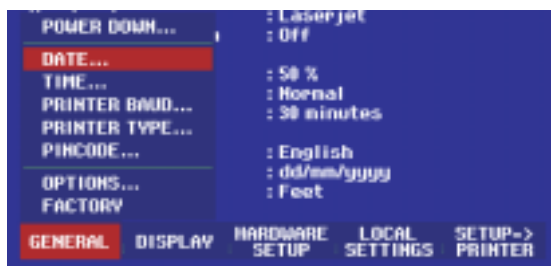 : Laserjet
POWER DOWN... : Off
DATE...
TIME... : 50 %
PRINTER BAUD... : Normal
PRINTER TYPE... : 30 minutes
PINCODE... : English
OPTIONS... : dd/mm/yyyy
FACTORY : Feet
GENERAL DISPLAY HARDWARE SETUP LOCAL SETTINGS SETUP-> PRINTER